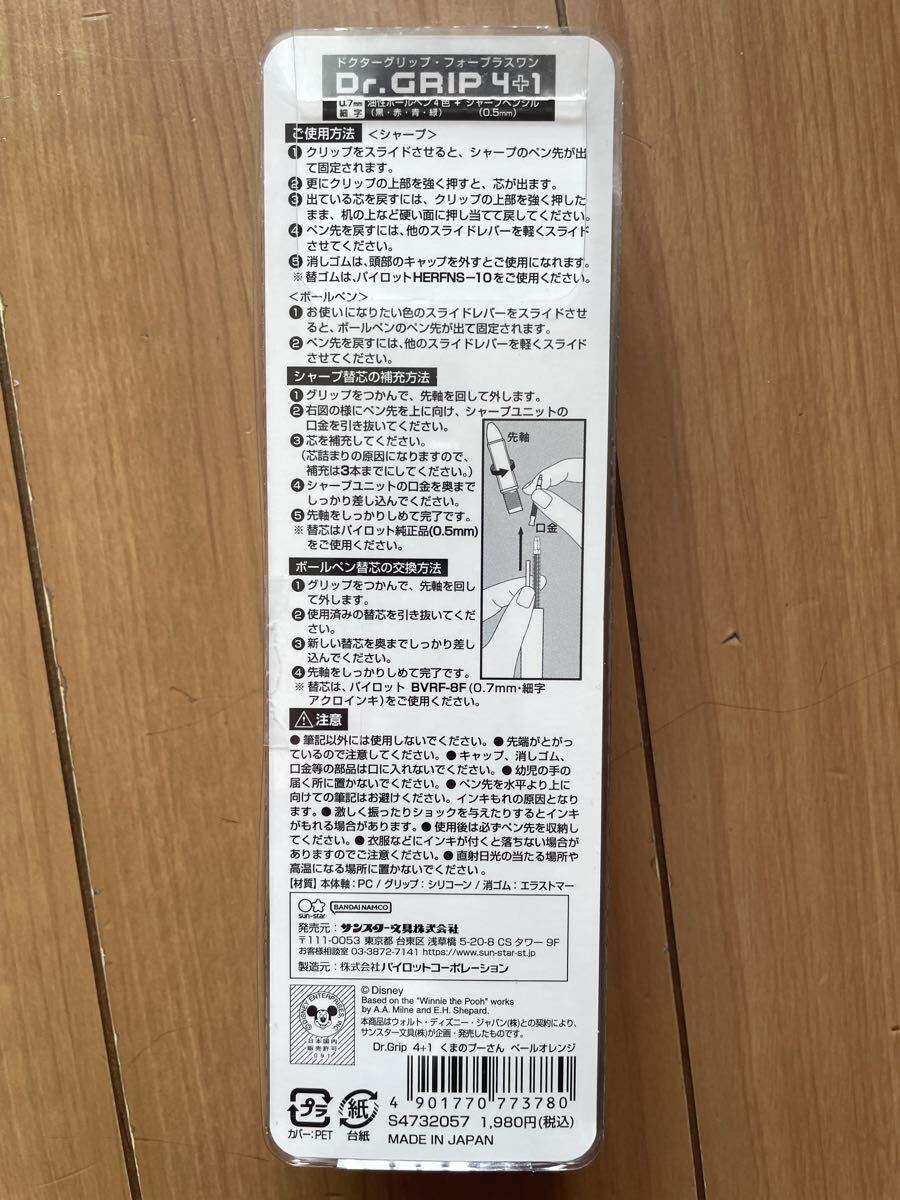 ドクターグリップ・フォープラスワン
Dr.GRIP 4+1
0.7mm 細字 油性ボールペン4色 + シャープペンシル
(黒・赤・青・緑) (0.5mm)
ご使用方法 <シャープ>
❶ クリップをスライドさせると、シャープのペン先が出
て固定されます。
❷ 更にクリップの上部を強く押すと、芯が出ます。
❸ 出ている芯を戻すには、クリップの上部を強く押した
まま、机の上など硬い面に押し当てて戻してください。
❹ ペン先を戻すには、他のスライドレバーを軽くスライド
させてください。
❺ 消しゴムは、頭部のキャップを外すとご使用になれます。
※ 替ゴムは、パイロットHERFNS-10をご使用ください。
<ボールペン>
❶ お使いになりたい色のスライドレバーをスライドさせ
ると、ボールペンのペン先が出て固定されます。
❷ ペン先を戻すには、他のスライドレバーを軽くスライド
させてください。
シャープ替芯の補充方法
❶ グリップをつかんで、先軸を回して外します。
❷ 右図の様にペン先を上に向け、シャープユニットの
口金を引き抜いてください。
❸ 芯を補充してください。
(芯詰まりの原因になりますので、
補充は3本までにしてください。)
❹ シャープユニットの口金を奥まで
しっかり差し込んでください。
❺ 先軸をしっかりしめて完了です。
※ 替芯はパイロット純正品(0.5mm)
をご使用ください。
先軸
口金
ボールペン替芯の交換方法
❶ グリップをつかんで、先軸を回し
て外します。
❷ 使用済みの替芯を引き抜いてくだ
さい。
❸ 新しい替芯を奥までしっかり差し
込んでください。
❹ 先軸をしっかりしめて完了です。
※ 替芯は、パイロット BVRF-8F(0.7mm・細字
アクロインキ)をご使用ください。
⚠注意
● 筆記以外には使用しないでください。● 先端がとがっ
ているので注意してください。● キャップ、消しゴム、
口金等の部品は口に入れないでください。● 幼児の手の
届く所に置かないでください。● ペン先を水平より上に
向けての筆記はお避けください。インキもれの原因となり
ます。● 激しく振ったりショックを与えたりするとインキ
がもれる場合があります。● 使用後は必ずペン先を収納し
てください。● 衣服などにインキが付くと落ちない場合が
ありますのでご注意ください。● 直射日光の当たる場所や
高温になる場所に置かないでください。
【材質】本体軸:PC / グリップ:シリコーン / 消ゴム:エラストマー
sun-star BANDAI NAMCO
発売元:サンスター文具株式会社
〒111-0053 東京都 台東区 浅草橋 5-20-8 CS タワー 9F
お客様相談室 03-3872-7141 https://www.sun-star-st.jp
製造元:株式会社パイロットコーポレーション
©DISNEY ENTERPRISES, INC.
日本国内
販売許可
091
© Disney
Based on the "Winnie the Pooh" works
by A.A. Milne and E.H. Shepard.
本商品はウォルト・ディズニー・ジャパン(株)との契約により、
サンスター文具(株)が企画・発売したものです。
Dr.Grip 4+1 くまのプーさん ペールオレンジ
4 901770 773780
S4732057 1,980円(税込)
MADE IN JAPAN
プラ
カバー:PET
紙
台紙